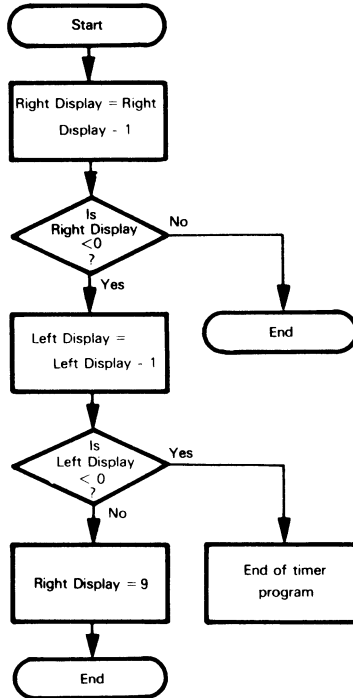 Start
Right Display = Right
Display - 1
Is
Right Display
<0
?
No
Yes
End
Left Display =
Left Display - 1
Is
Left Display
< 0
?
Yes
No
Right Display = 9
End of timer
program
End